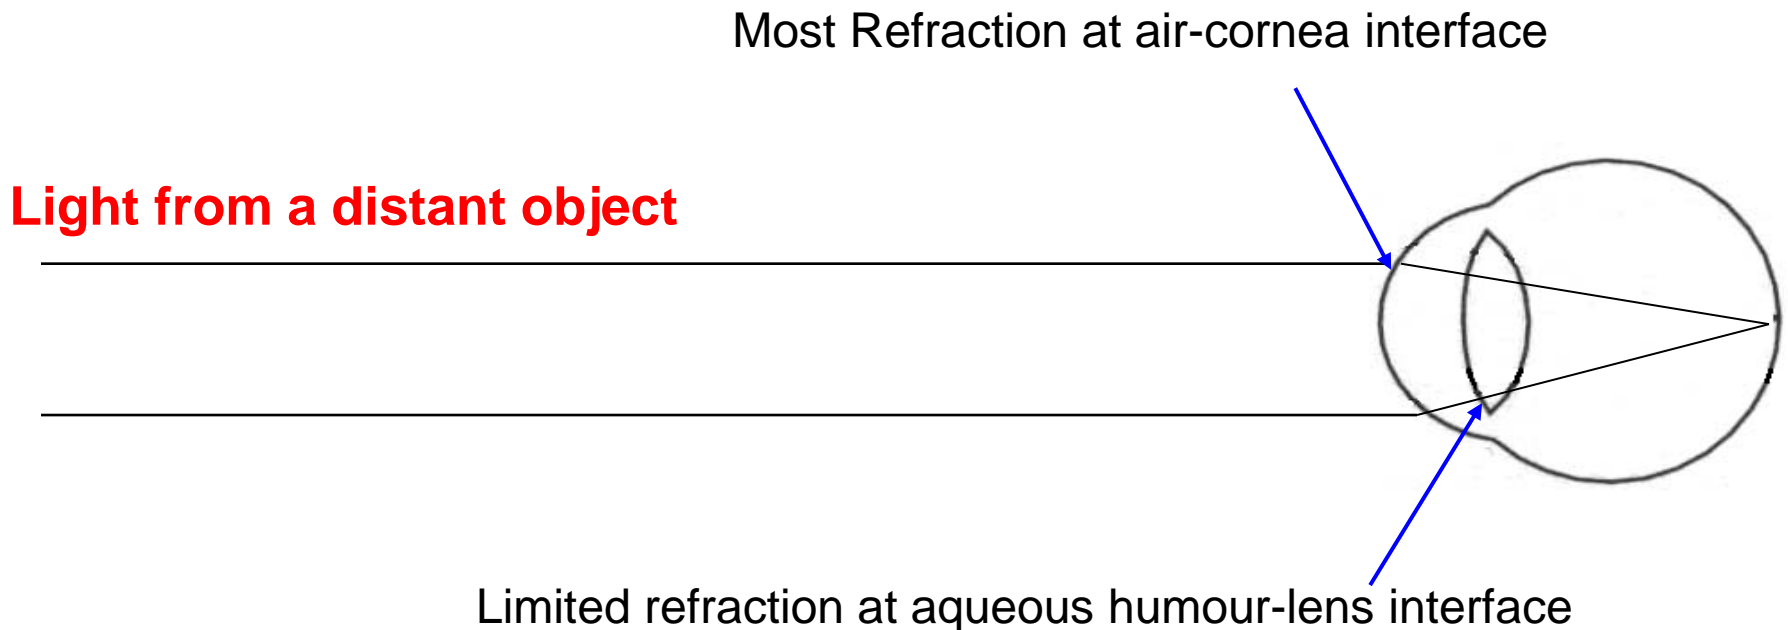 Most Refraction at air-cornea interface
Light from a distant object
Limited refraction at aqueous humour-lens interface